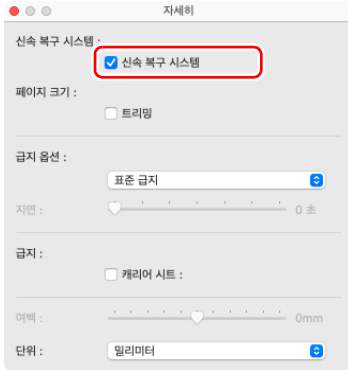 자세히
신속 복구 시스템 :
신속 복구 시스템
페이지 크기 :
트리밍
급지 옵션 :
표준 급지
지연 :
0 초
급지 :
캐리어 시트 :
여백 :
0mm
단위 :
밀리미터